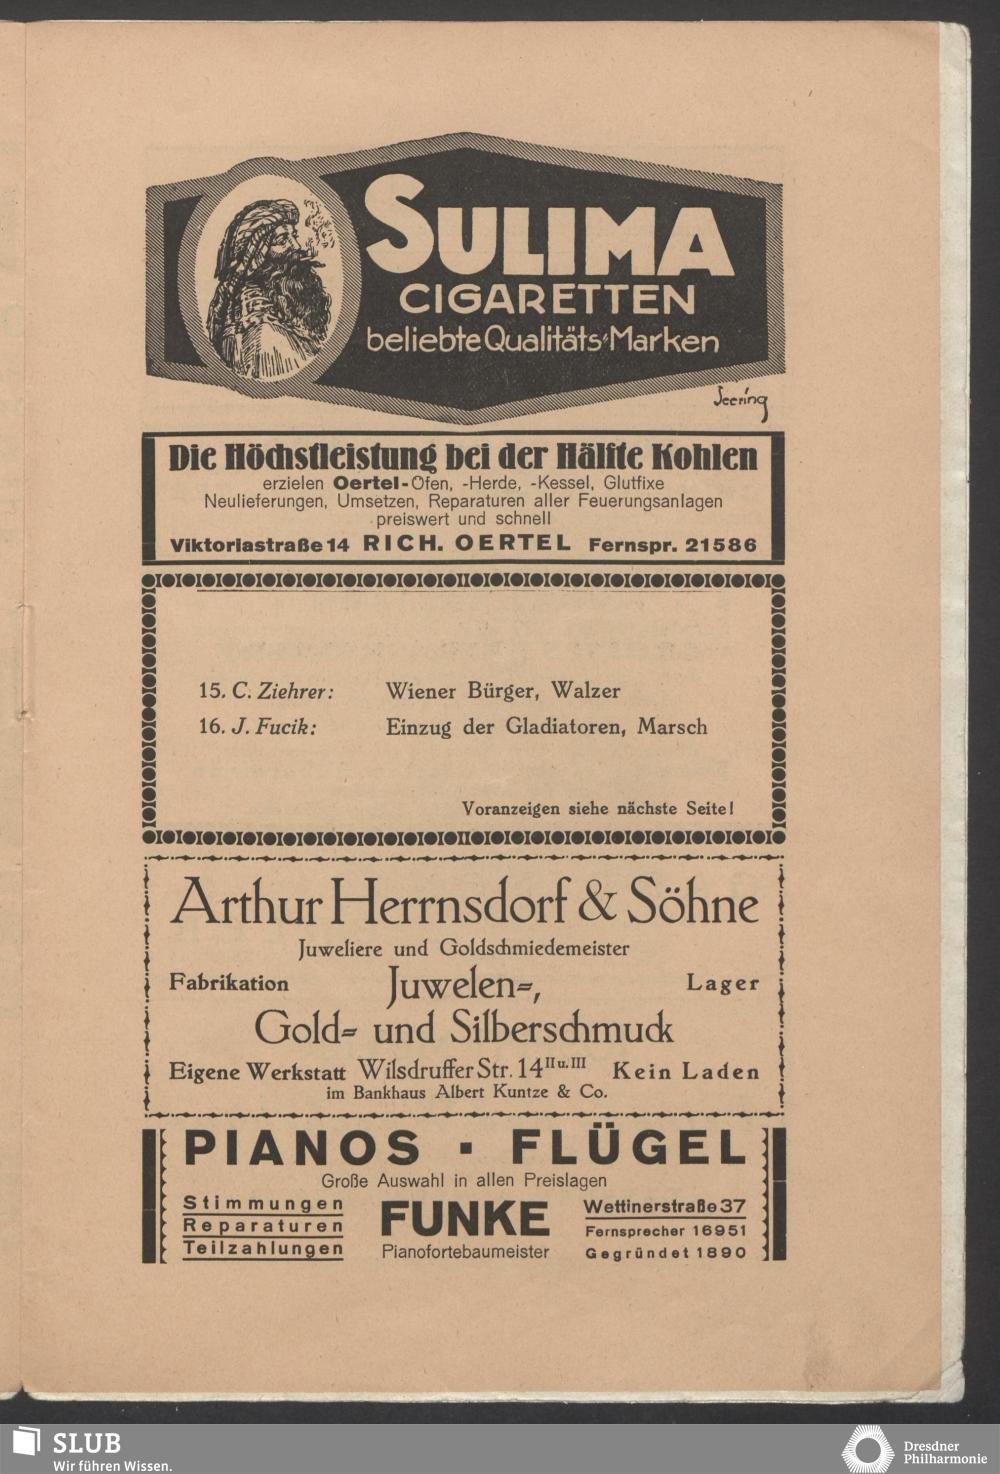 SULIMA
CIGARETTEN
beliebte Qualitäts-Marken
Seering
Die Höchstleistung bei der Hälfte Kohlen
erzielen Oertel-Öfen, -Herde, -Kessel, Glutfixe
Neulieferungen, Umsetzen, Reparaturen aller Feuerungsanlagen
preiswert und schnell
Viktoriastraße 14 RICH. OERTEL Fernspr. 21586
15. C. Ziehrer: Wiener Bürger, Walzer
16. J. Fucik: Einzug der Gladiatoren, Marsch
Voranzeigen siehe nächste Seite!
Arthur Herrnsdorf & Söhne
Juweliere und Goldschmiedemeister
Fabrikation Juwelen-, Lager
Gold- und Silberschmuck
Eigene Werkstatt Wilsdruffer Str. 14 II u. III Kein Laden
im Bankhaus Albert Kuntze & Co.
PIANOS · FLÜGEL
Große Auswahl in allen Preislagen
Stimmungen
Reparaturen
Teilzahlungen
FUNKE
Pianofortebaumeister
Wettinerstraße 37
Fernsprecher 16951
Gegründet 1890
SLUB
Wir führen Wissen.
Dresdner
Philharmonie